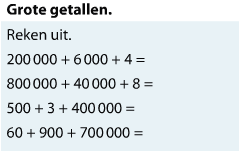 Grote getallen.
Reken uit.
200 000 + 6 000 + 4 =
800 000 + 40 000 + 8 =
500 + 3 + 400 000 =
60 + 900 + 700 000 =